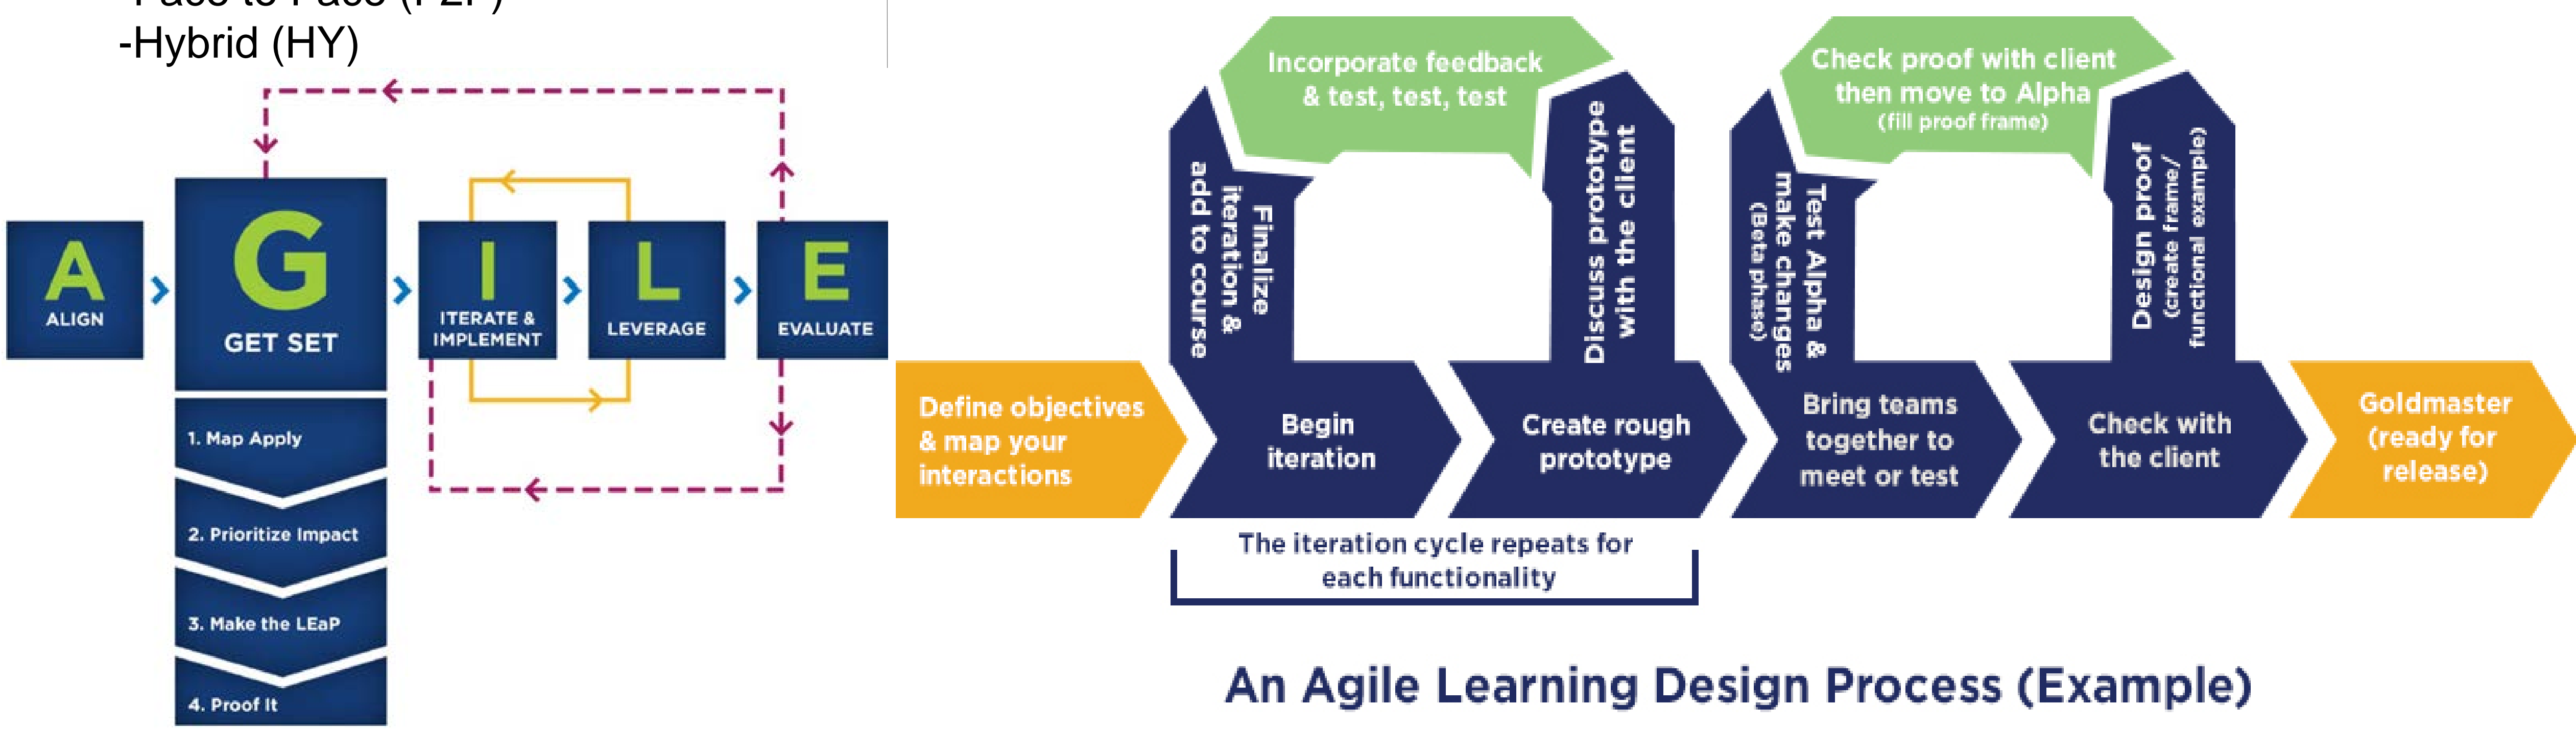 -Face to Face (F2F)
-Hybrid (HY)
A
ALIGN
G
GET SET
I
ITERATE &
IMPLEMENT
L
LEVERAGE
E
EVALUATE
1. Map Apply
2. Prioritize Impact
3. Make the LEaP
4. Proof It
Define objectives
& map your
interactions
Begin
iteration
Finalize
iteration &
add to course
Incorporate feedback
& test, test, test
Discuss prototype
with the client
Create rough
prototype
The iteration cycle repeats for
each functionality
Bring teams
together to
meet or test
Test Alpha &
make changes
(Beta phase)
Check proof with client
then move to Alpha
(fill proof frame)
Design proof
(create frame/
functional example)
Check with
the client
Goldmaster
(ready for
release)
An Agile Learning Design Process (Example)